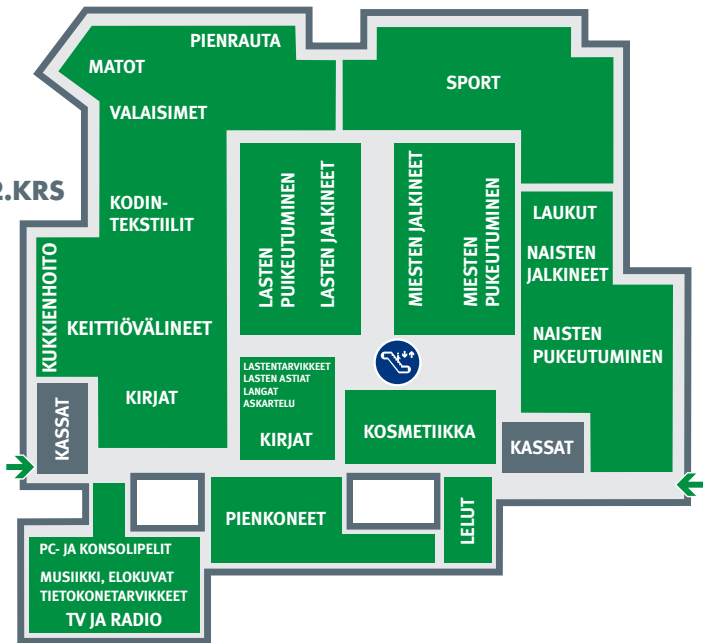 PIENRAUTA
MATOT
SPORT
VALAISIMET
2.KRS
KODIN-
TEKSTIILIT
LASTEN
PUIKEUTUMINEN
LASTEN JALKINEET
MIESTEN JALKINEET
MIESTEN
PUKEUTUMINEN
LAUKUT
NAISTEN
JALKINEET
KUKKIENHOITO
KEITTIÖVÄLINEET
NAISTEN
PUKEUTUMINEN
LASTENTARVIKKEET
LASTEN ASTIAT
LANGAT
ASKARTELU
KIRJAT
KIRJAT
KOSMETIIKKA
KASSAT
KASSAT
PIENKONEET
LELUT
PC- JA KONSOLIPELIT
MUSIIKKI, ELOKUVAT
TIETOKONETARVIKKEET
TV JA RADIO